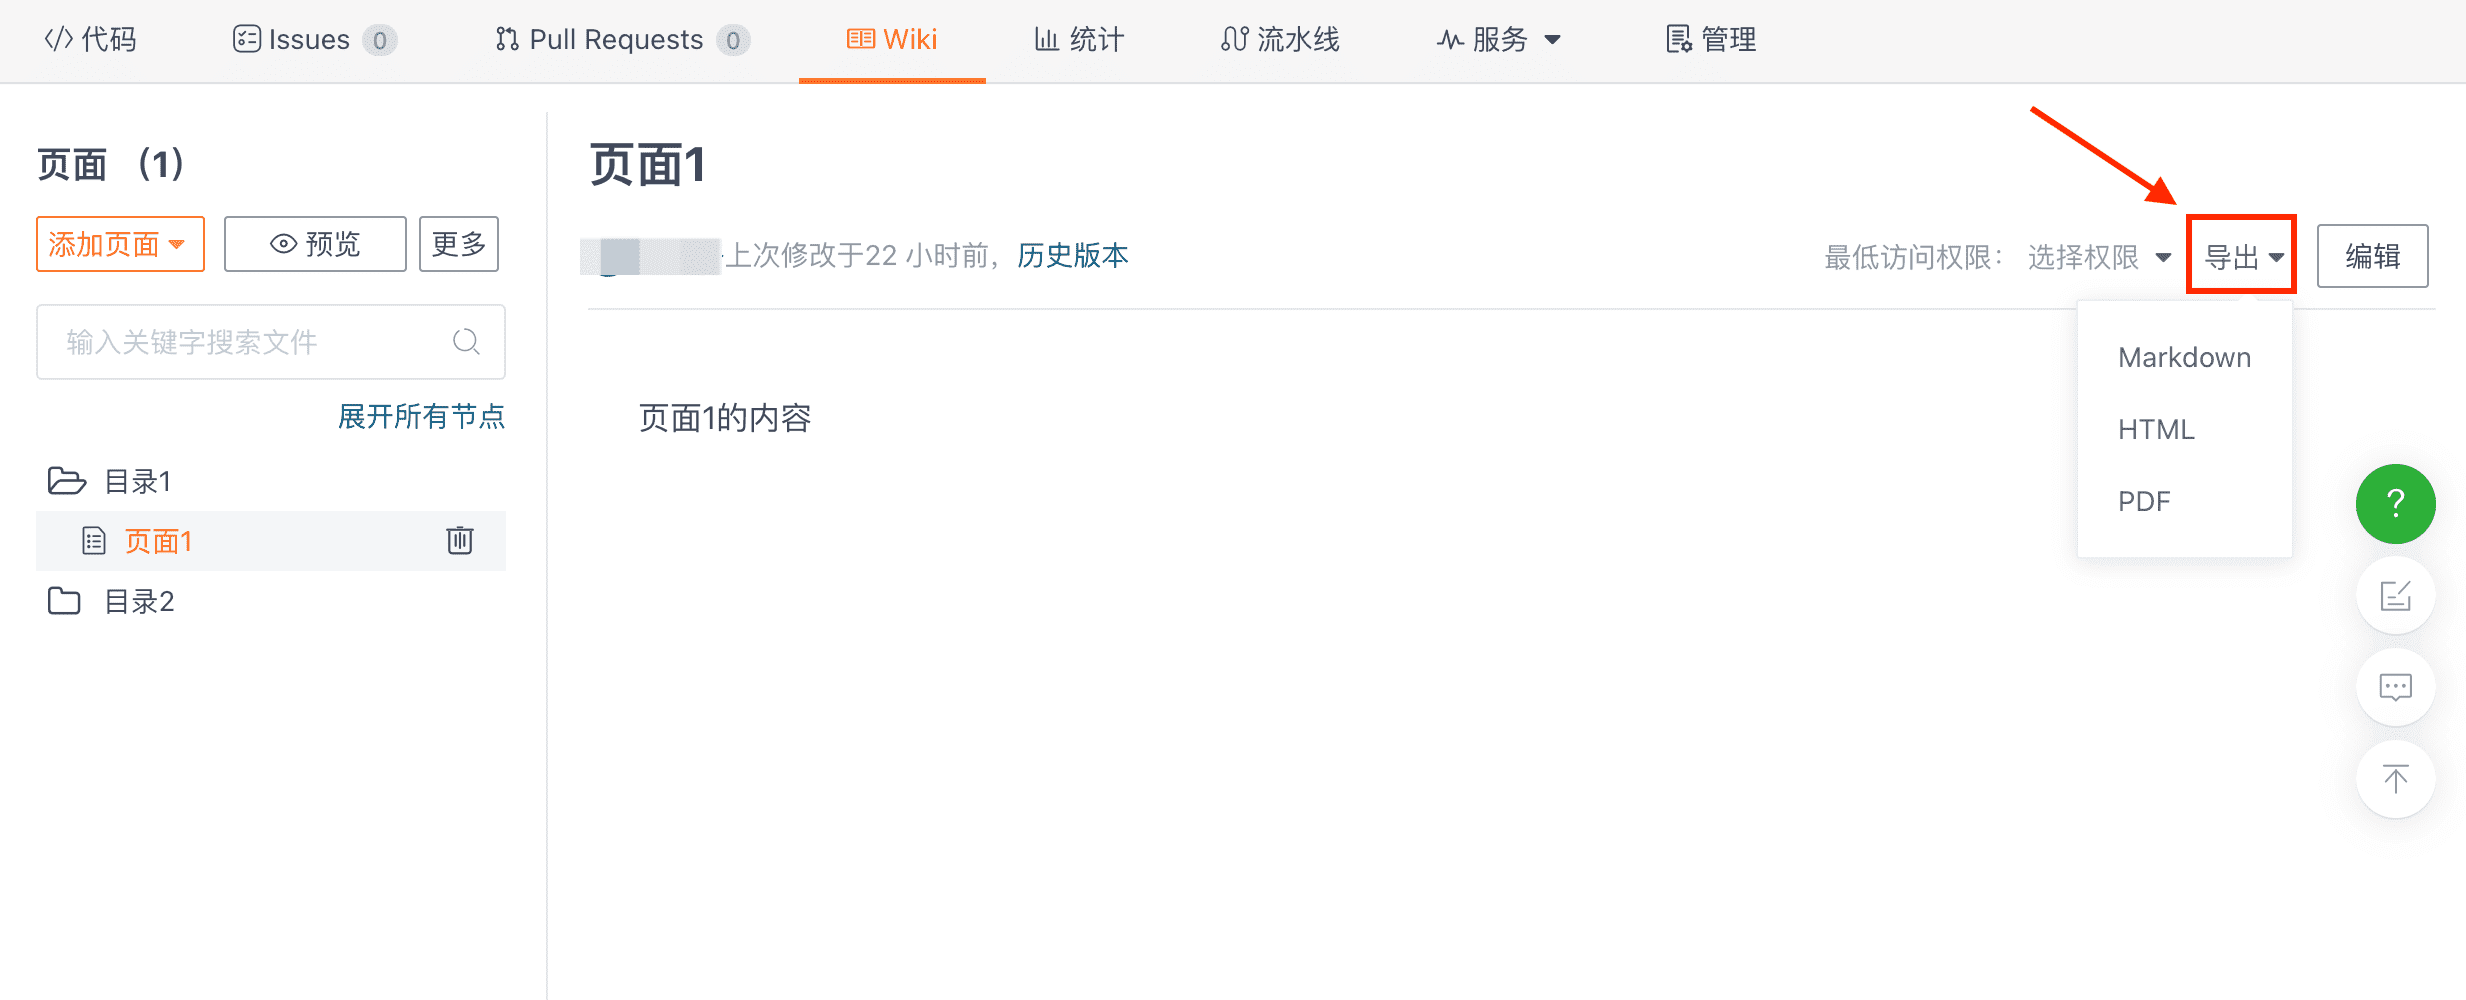 代码 Issues 0 Pull Requests 0 Wiki 统计 流水线 服务 管理
页面 (1)
添加页面 预览 更多
输入关键字搜索文件
展开所有节点
目录1
页面1
目录2
页面1
上次修改于22 小时前, 历史版本
最低访问权限: 选择权限 导出 编辑
Markdown
HTML
PDF
页面1的内容
?